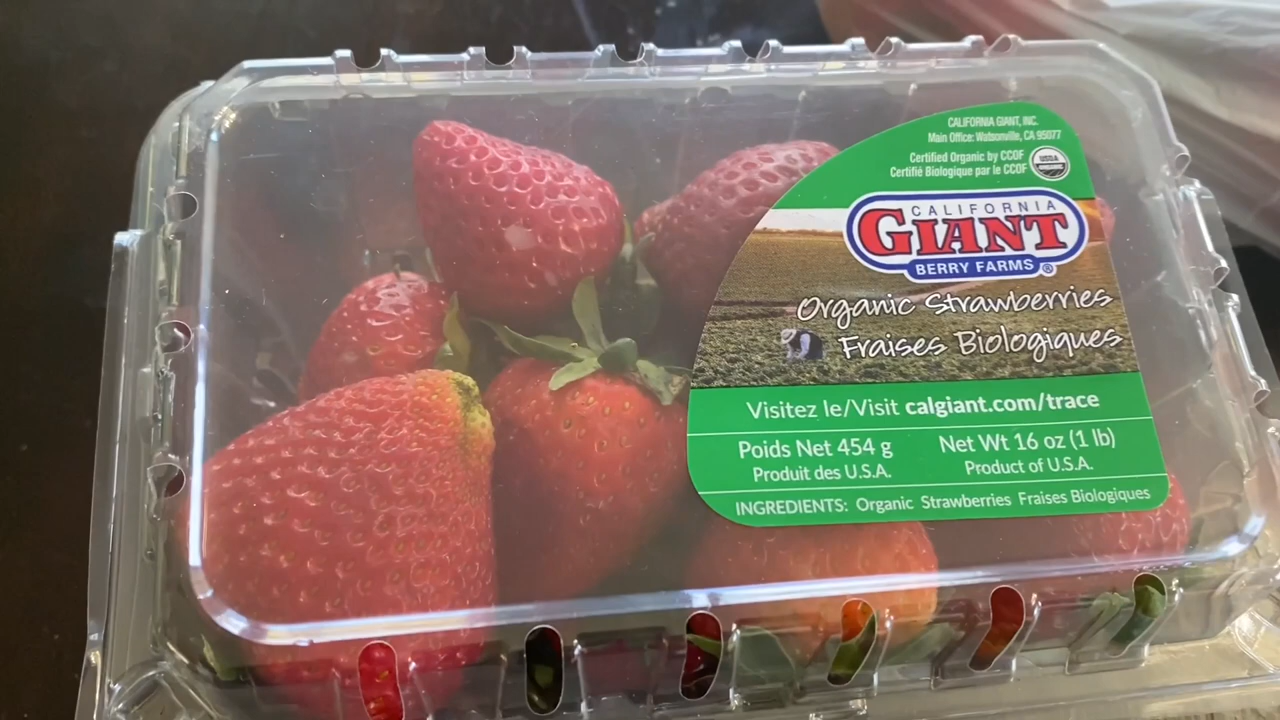 CALIFORNIA GIANT, INC.
Main Office: Watsonville, CA 95077
Certified Organic by CCOF
Certifié Biologique par le CCOF
USDA
ORGANIC
CALIFORNIA
GIANT
BERRY FARMS®
Organic Strawberries
Fraises Biologiques
Visitez le/Visit calgiant.com/trace
Poids Net 454 g
Produit des U.S.A.
Net Wt 16 oz (1 lb)
Product of U.S.A.
INGREDIENTS: Organic Strawberries Fraises Biologiques